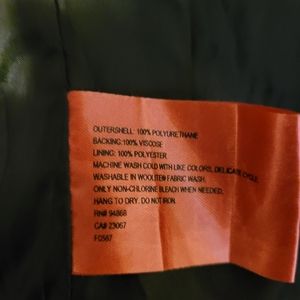 OUTERSHELL: 100% POLYURETHANE
BACKING:100% VISCOSE
LINING: 100% POLYESTER
MACHINE WASH COLD WITH LIKE COLORS, DELICATE CYCLE.
WASHABLE IN WOOLITE® FABRIC WASH.
ONLY NON-CHLORINE BLEACH WHEN NEEDED.
HANG TO DRY. DO NOT IRON.
RN# 94868
CA# 23067
F0567